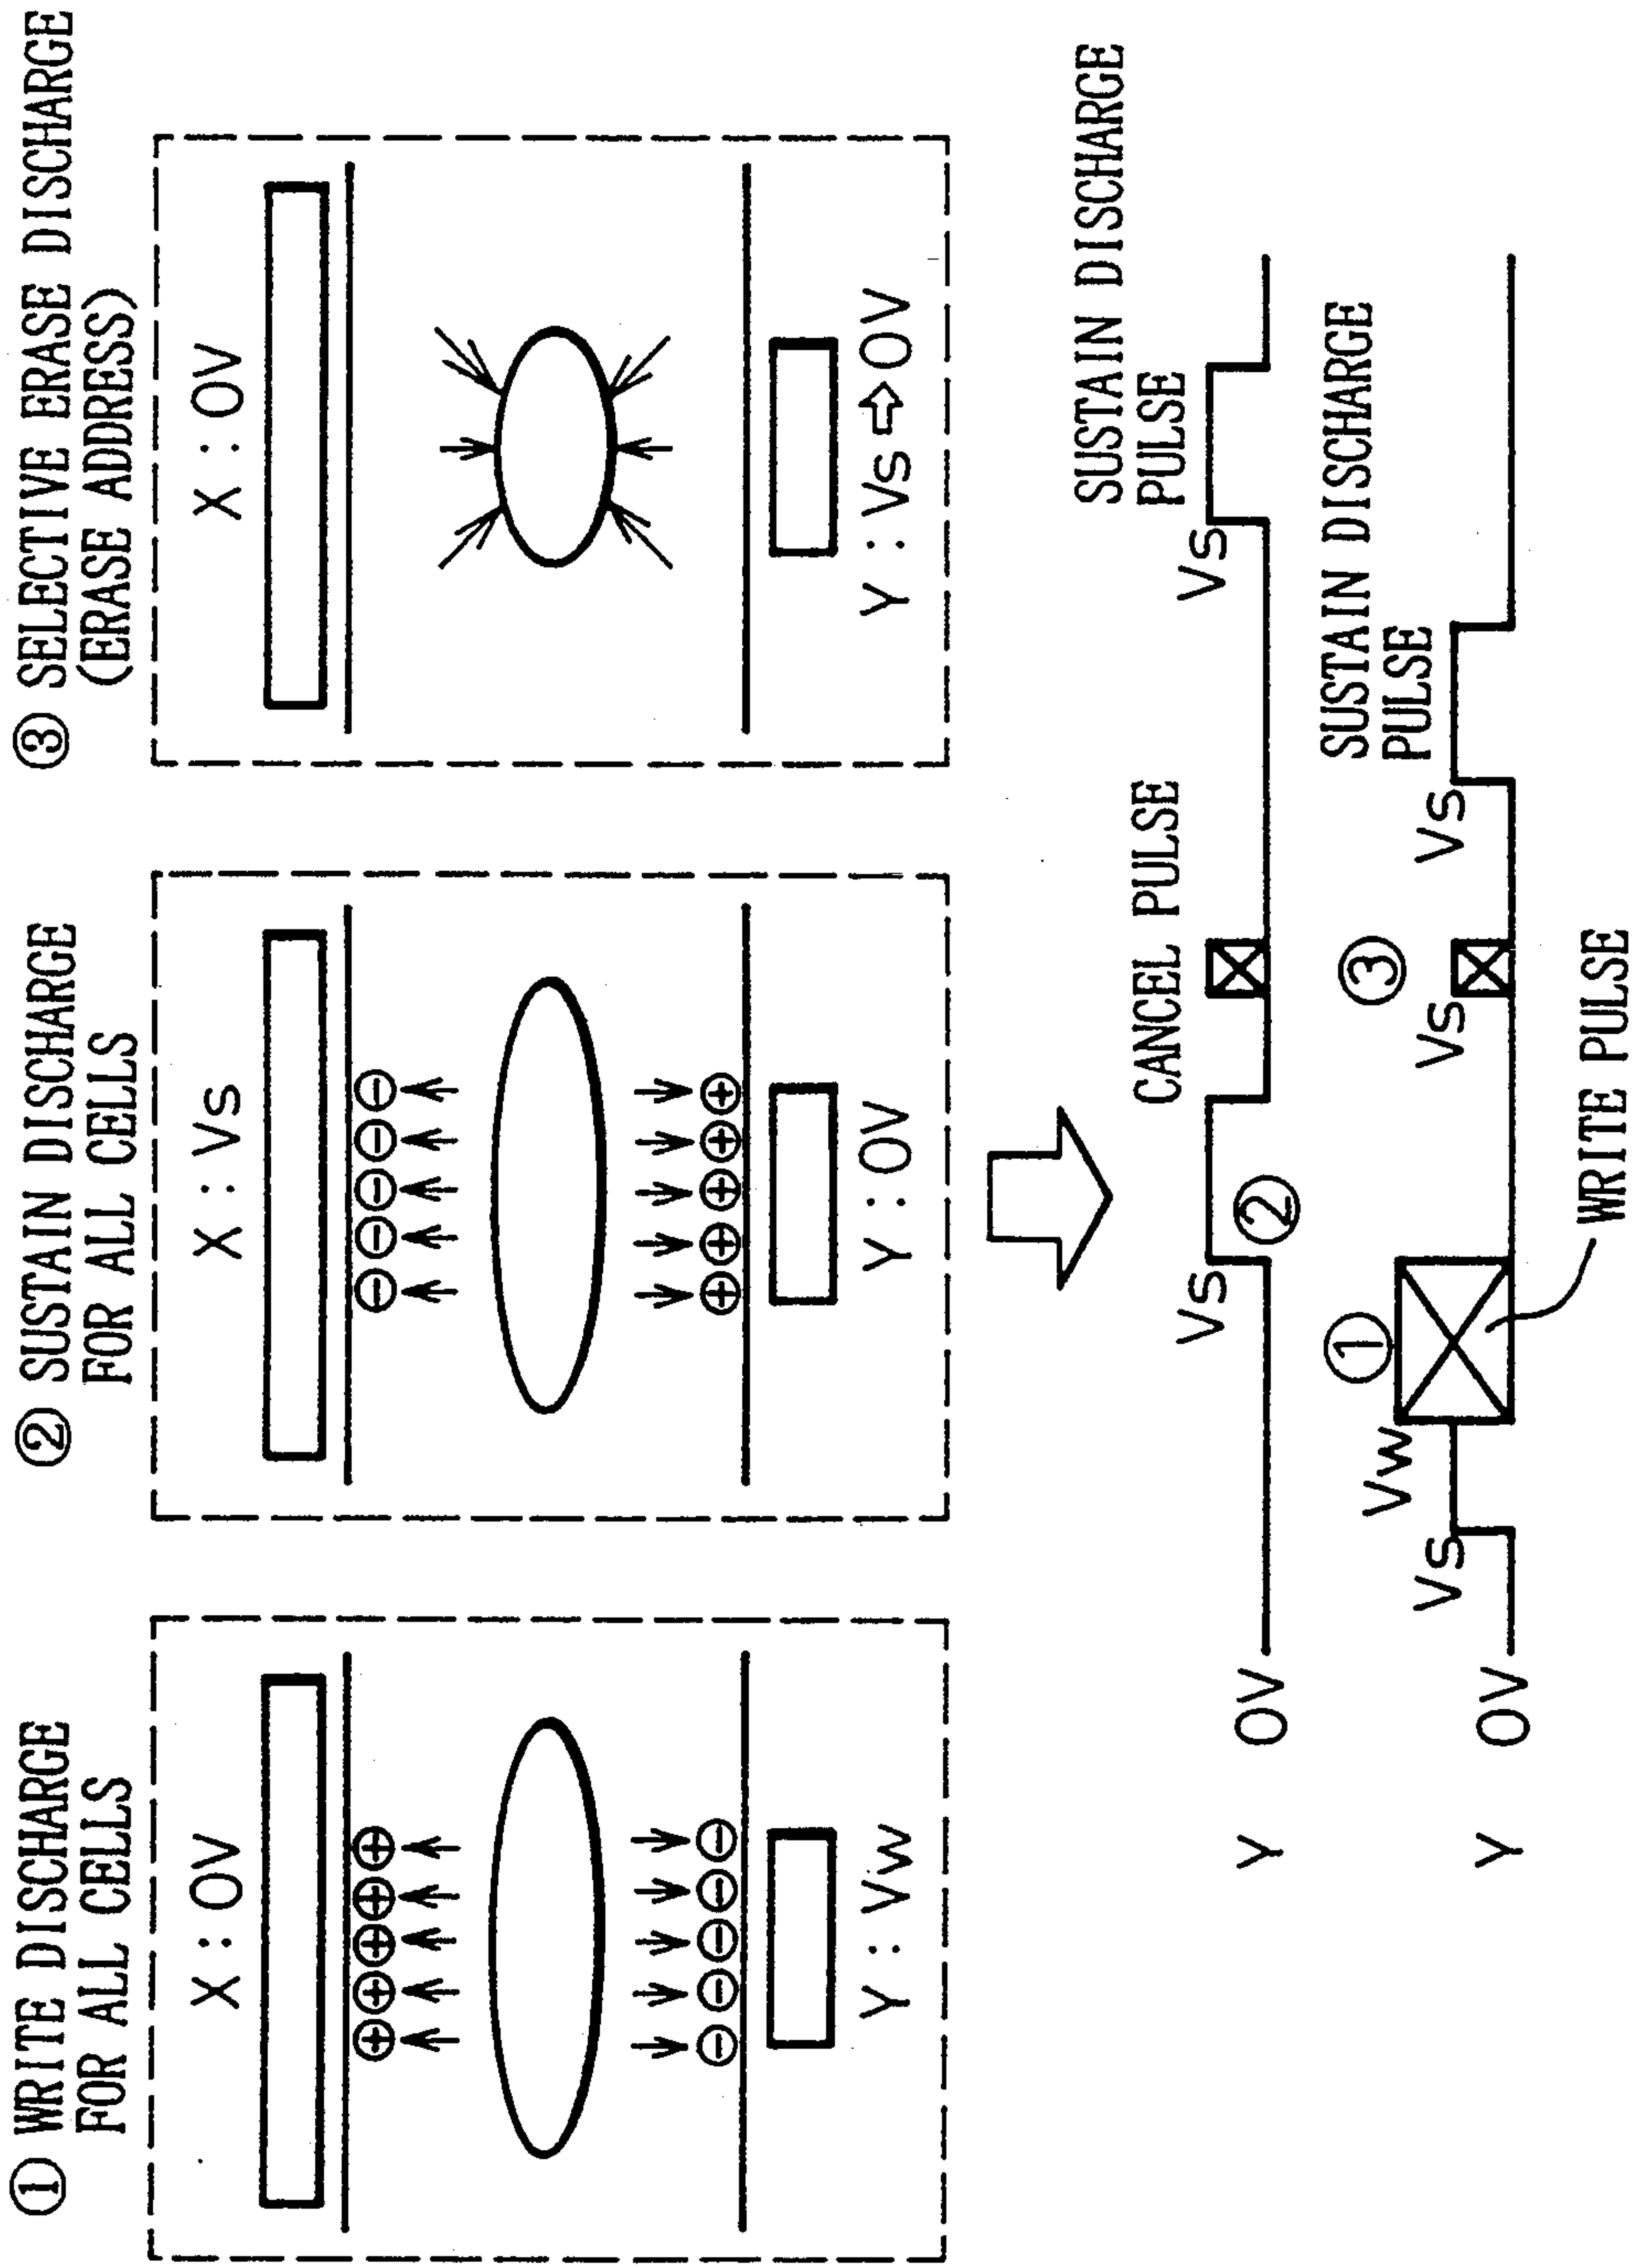 ① WRITE DISCHARGE
FOR ALL CELLS
X : 0V
⊕ ⊕ ⊕ ⊕ ⊕
⊖ ⊖ ⊖ ⊖ ⊖
Y : Vw
② SUSTAIN DISCHARGE
FOR ALL CELLS
X : Vs
⊖ ⊖ ⊖ ⊖ ⊖
⊕ ⊕ ⊕ ⊕ ⊕
Y : 0V
③ SELECTIVE ERASE DISCHARGE
(ERASE ADDRESS)
X : 0V
Y : Vs ⇨ 0V
SUSTAIN DISCHARGE
PULSE
CANCEL PULSE
Vs
Vs
②
Y 0V
SUSTAIN DISCHARGE
PULSE
①
③
Vw
Vs
Vs
Vs
Y 0V
WRITE PULSE